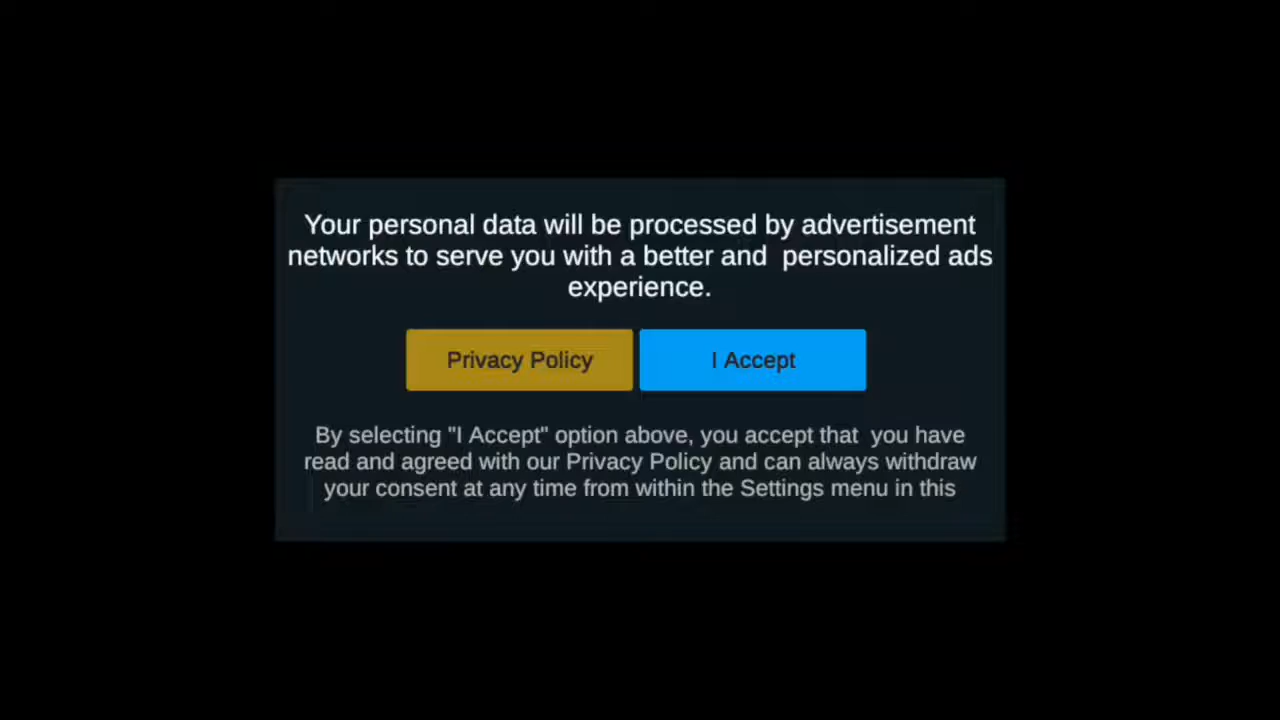 Your personal data will be processed by advertisement
networks to serve you with a better and  personalized ads
experience.
Privacy Policy
I Accept
By selecting "I Accept" option above, you accept that  you have
read and agreed with our Privacy Policy and can always withdraw
your consent at any time from within the Settings menu in this